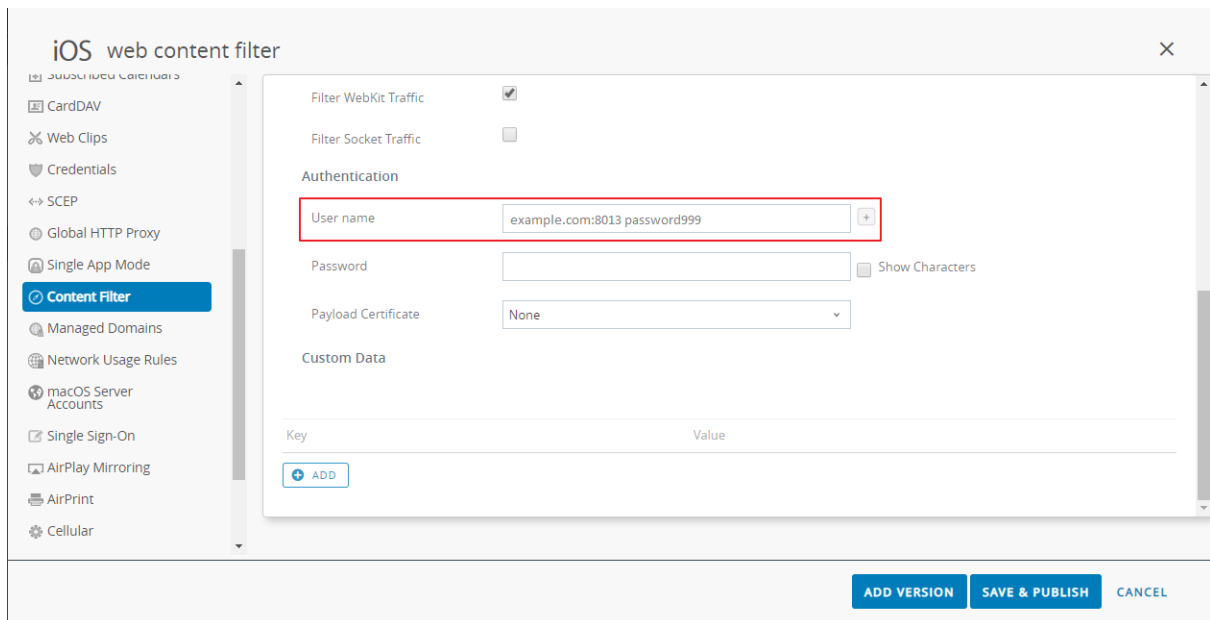 iOS web content filter
Subscribed Calendars
CardDAV
Web Clips
Credentials
SCEP
Global HTTP Proxy
Single App Mode
Content Filter
Managed Domains
Network Usage Rules
macOS Server
Accounts
Single Sign-On
AirPlay Mirroring
AirPrint
Cellular
Filter WebKit Traffic
Filter Socket Traffic
Authentication
User name example.com:8013 password999 +
Password Show Characters
Payload Certificate None
Custom Data
Key Value
ADD
ADD VERSION SAVE & PUBLISH CANCEL